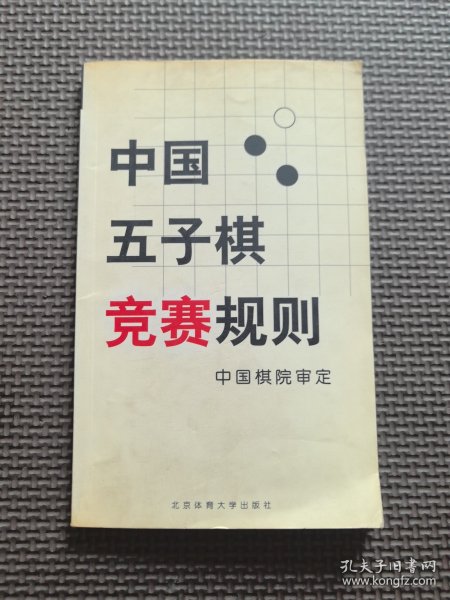 中国
五子棋
竞赛规则
中国棋院审定
北京体育大学出版社
孔夫子旧书网
www.kongfz.com